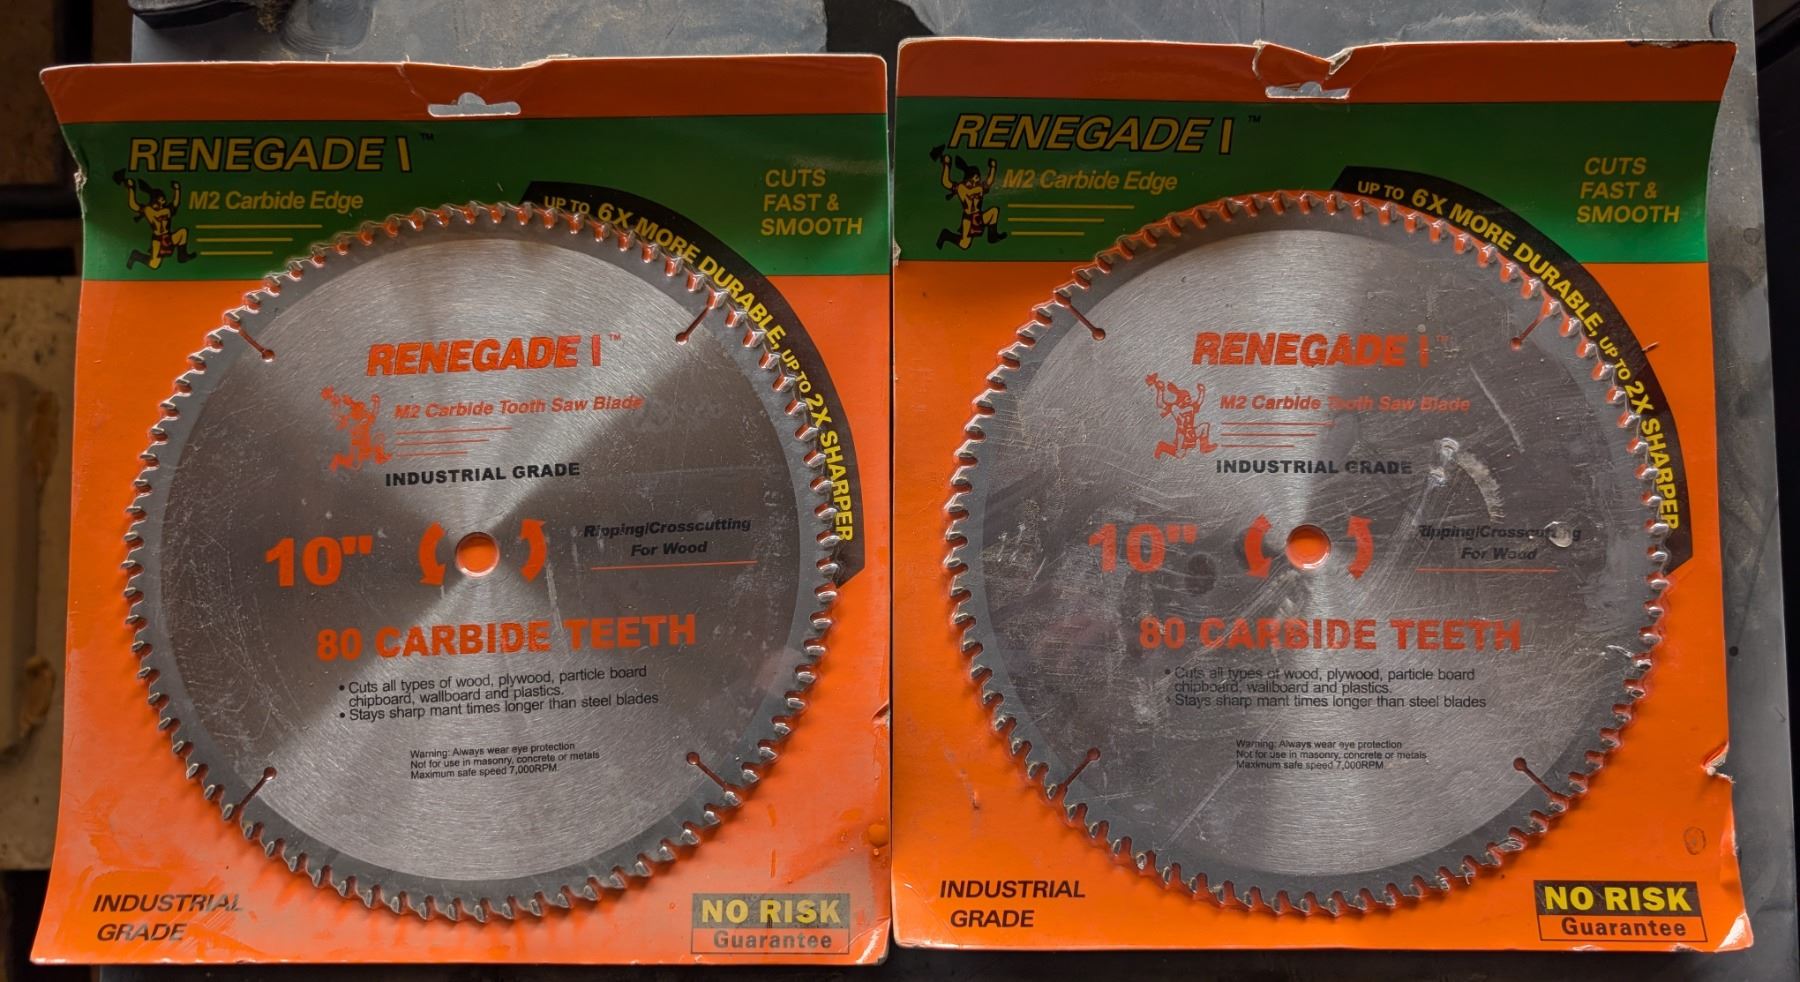 RENEGADE I ™
M2 Carbide Edge
CUTS
FAST &
SMOOTH
UP TO 6X MORE DURABLE, UP TO 2X SHARPER
RENEGADE I ™
M2 Carbide Tooth Saw Blade
INDUSTRIAL GRADE
10"
Ripping/Crosscutting
For Wood
80 CARBIDE TEETH
• Cuts all types of wood, plywood, particle board
chipboard, wallboard and plastics.
• Stays sharp mant times longer than steel blades
Warning: Always wear eye protection
Not for use in masonry, concrete or metals
Maximum safe speed 7,000RPM.
INDUSTRIAL
GRADE
NO RISK
Guarantee
RENEGADE I ™
M2 Carbide Edge
CUTS
FAST &
SMOOTH
UP TO 6X MORE DURABLE, UP TO 2X SHARPER
RENEGADE I ™
M2 Carbide Tooth Saw Blade
INDUSTRIAL GRADE
10"
Ripping/Crosscutting
For Wood
80 CARBIDE TEETH
• Cuts all types of wood, plywood, particle board
chipboard, wallboard and plastics.
• Stays sharp mant times longer than steel blades
Warning: Always wear eye protection
Not for use in masonry, concrete or metals
Maximum safe speed 7,000RPM.
INDUSTRIAL
GRADE
NO RISK
Guarantee